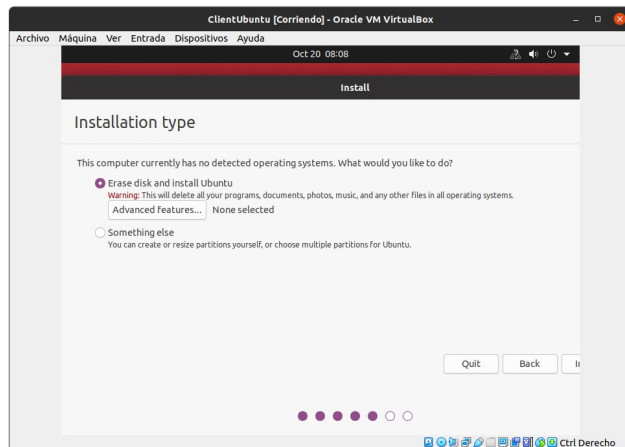 ClientUbuntu [Corriendo] - Oracle VM VirtualBox
Archivo Máquina Ver Entrada Dispositivos Ayuda
Oct 20 08:08
Install
Installation type
This computer currently has no detected operating systems. What would you like to do?
Erase disk and install Ubuntu
Warning: This will delete all your programs, documents, photos, music, and any other files in all operating systems.
Advanced features... None selected
Something else
You can create or resize partitions yourself, or choose multiple partitions for Ubuntu.
Quit Back
Ctrl Derecho